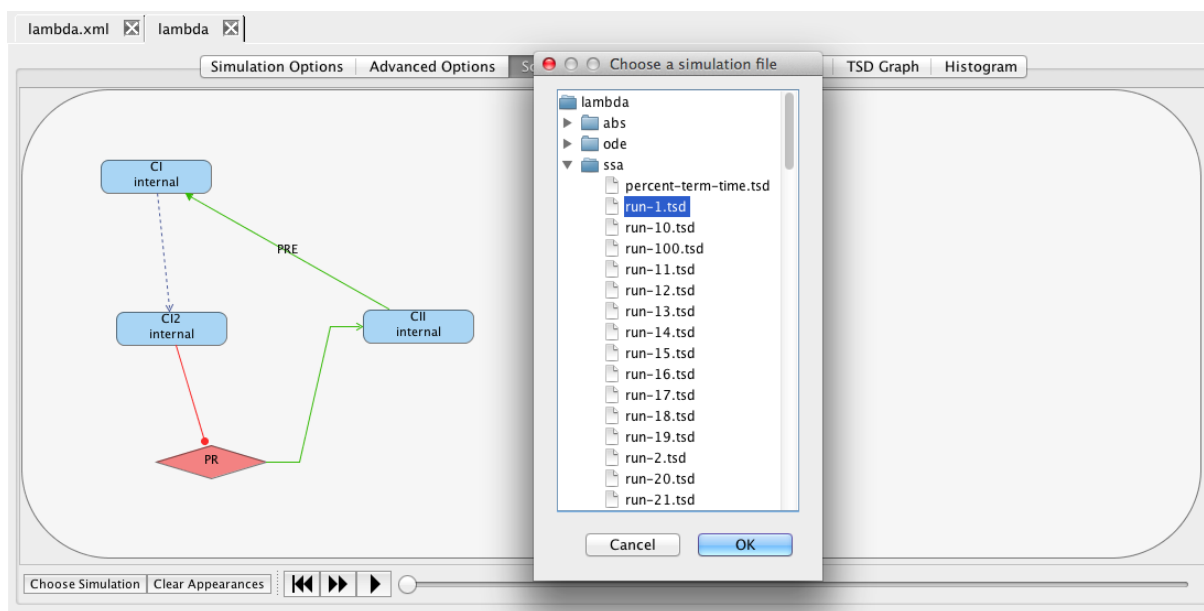 lambda.xml
lambda
Simulation Options
Advanced Options
TSD Graph
Histogram
Choose a simulation file
lambda
abs
ode
ssa
percent-term-time.tsd
run-1.tsd
run-10.tsd
run-100.tsd
run-11.tsd
run-12.tsd
run-13.tsd
run-14.tsd
run-15.tsd
run-16.tsd
run-17.tsd
run-18.tsd
run-19.tsd
run-2.tsd
run-20.tsd
run-21.tsd
Cancel
OK
CI
internal
PRE
CI2
internal
CII
internal
PR
Choose Simulation
Clear Appearances